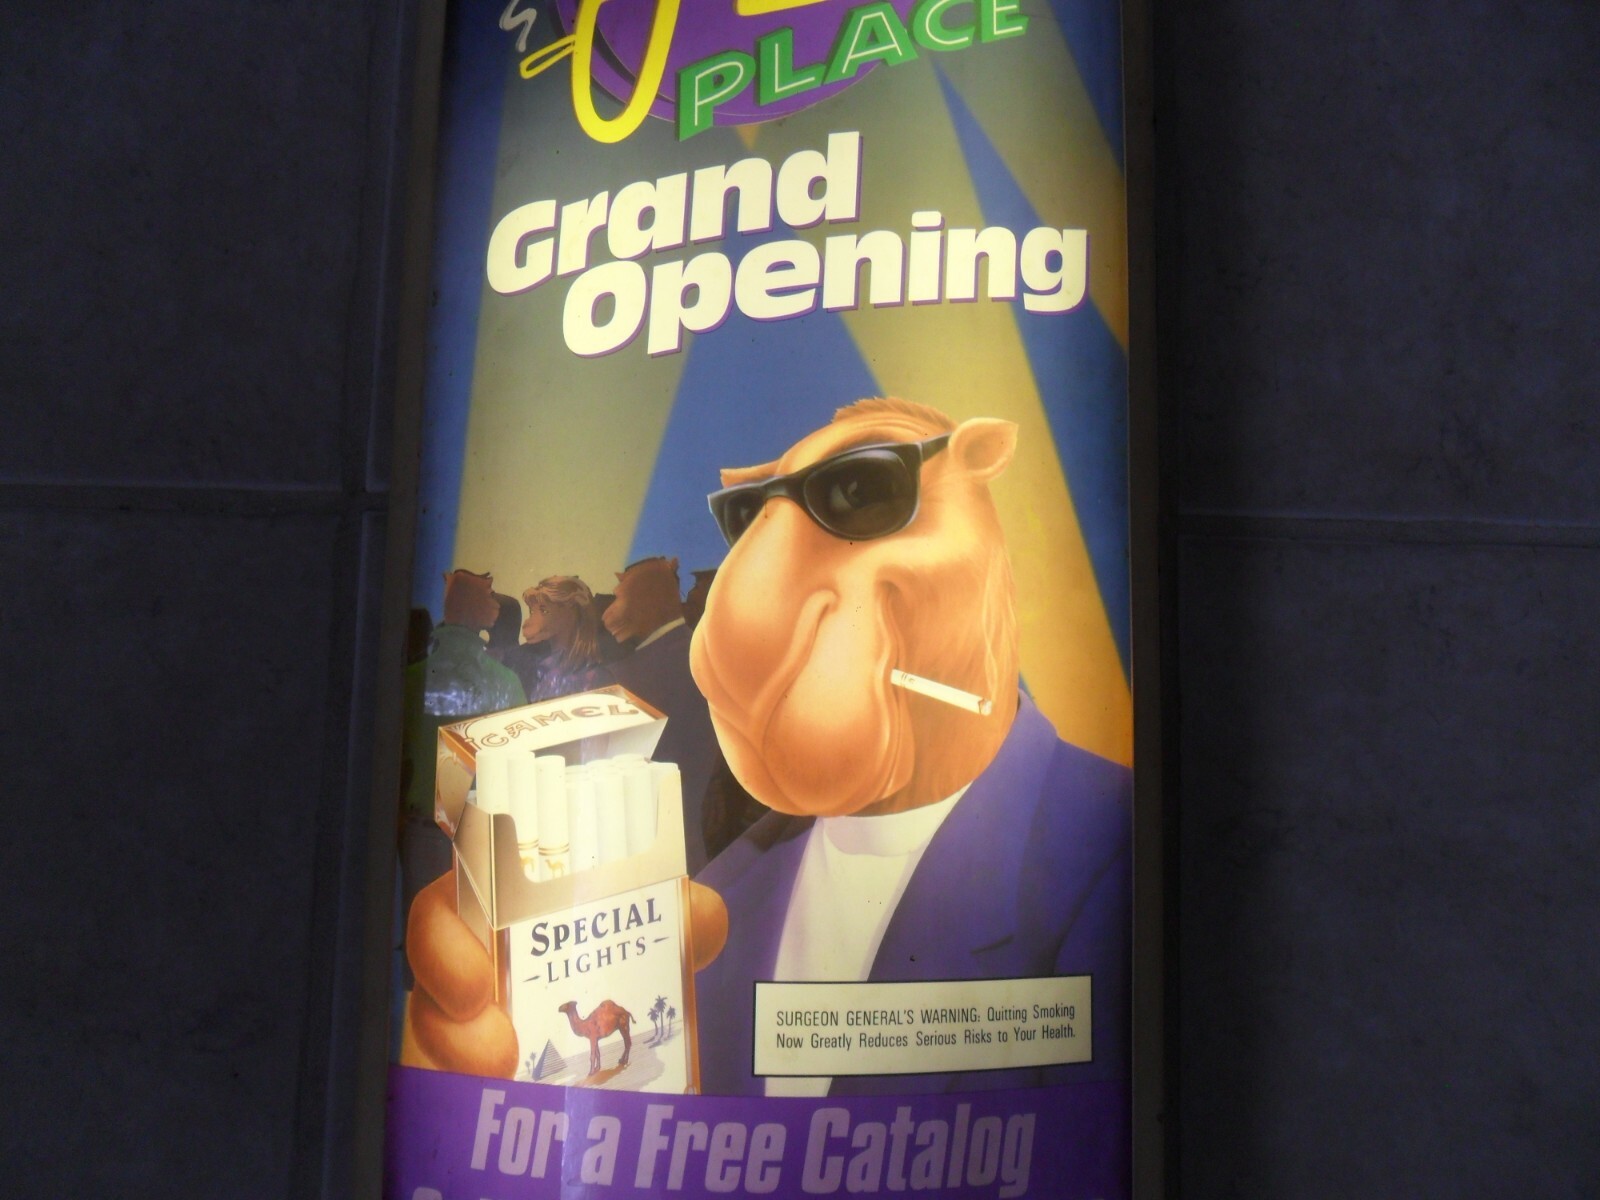 PLACE
Grand
Opening
CAMEL
SPECIAL
-LIGHTS-
SURGEON GENERAL'S WARNING: Quitting Smoking
Now Greatly Reduces Serious Risks to Your Health.
For a Free Catalog